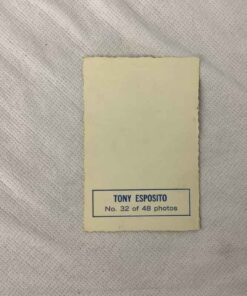 TONY ESPOSITO
No. 32 of 48 photos